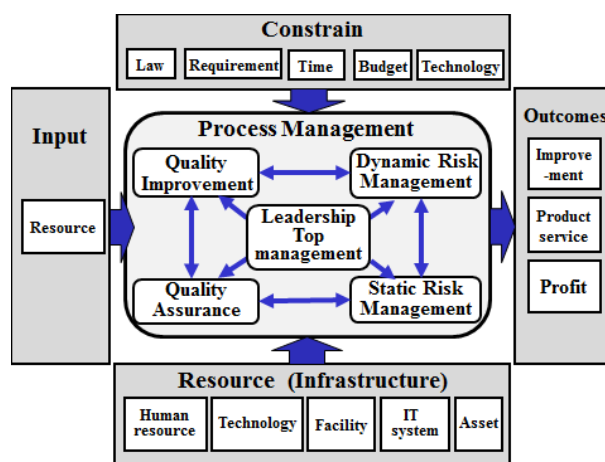 Constrain
Law
Requirement
Time
Budget
Technology
Input
Resource
Process Management
Quality
Improvement
Dynamic Risk
Management
Leadership
Top
management
Quality
Assurance
Static Risk
Management
Outcomes
Improve
-ment
Product
service
Profit
Resource (Infrastructure)
Human
resource
Technology
Facility
IT
system
Asset